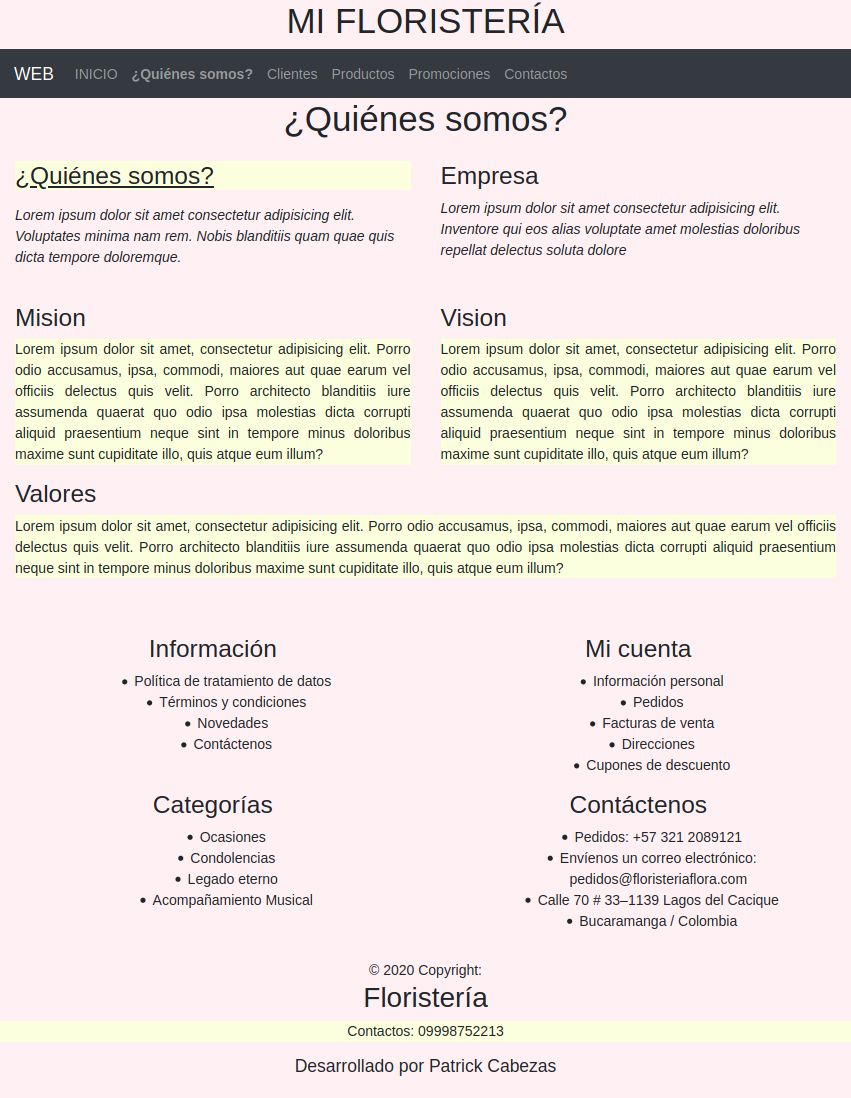 MI FLORISTERÍA
WEB INICIO ¿Quiénes somos? Clientes Productos Promociones Contactos
¿Quiénes somos?
¿Quiénes somos?
Lorem ipsum dolor sit amet consectetur adipisicing elit.
Voluptates minima nam rem. Nobis blanditiis quam quae quis
dicta tempore doloremque.
Empresa
Lorem ipsum dolor sit amet consectetur adipisicing elit.
Inventore qui eos alias voluptate amet molestias doloribus
repellat delectus soluta dolore
Mision
Lorem ipsum dolor sit amet, consectetur adipisicing elit. Porro
odio accusamus, ipsa, commodi, maiores aut quae earum vel
officiis delectus quis velit. Porro architecto blanditiis iure
assumenda quaerat quo odio ipsa molestias dicta corrupti
aliquid praesentium neque sint in tempore minus doloribus
maxime sunt cupiditate illo, quis atque eum illum?
Vision
Lorem ipsum dolor sit amet, consectetur adipisicing elit. Porro
odio accusamus, ipsa, commodi, maiores aut quae earum vel
officiis delectus quis velit. Porro architecto blanditiis iure
assumenda quaerat quo odio ipsa molestias dicta corrupti
aliquid praesentium neque sint in tempore minus doloribus
maxime sunt cupiditate illo, quis atque eum illum?
Valores
Lorem ipsum dolor sit amet, consectetur adipisicing elit. Porro odio accusamus, ipsa, commodi, maiores aut quae earum vel officiis
delectus quis velit. Porro architecto blanditiis iure assumenda quaerat quo odio ipsa molestias dicta corrupti aliquid praesentium
neque sint in tempore minus doloribus maxime sunt cupiditate illo, quis atque eum illum?
Información
• Política de tratamiento de datos
• Términos y condiciones
• Novedades
• Contáctenos
Mi cuenta
• Información personal
• Pedidos
• Facturas de venta
• Direcciones
• Cupones de descuento
Categorías
• Ocasiones
• Condolencias
• Legado eterno
• Acompañamiento Musical
Contáctenos
• Pedidos: +57 321 2089121
• Envíenos un correo electrónico:
pedidos@floristeriaflora.com
• Calle 70 # 33–1139 Lagos del Cacique
• Bucaramanga / Colombia
© 2020 Copyright:
Floristería
Contactos: 09998752213
Desarrollado por Patrick Cabezas